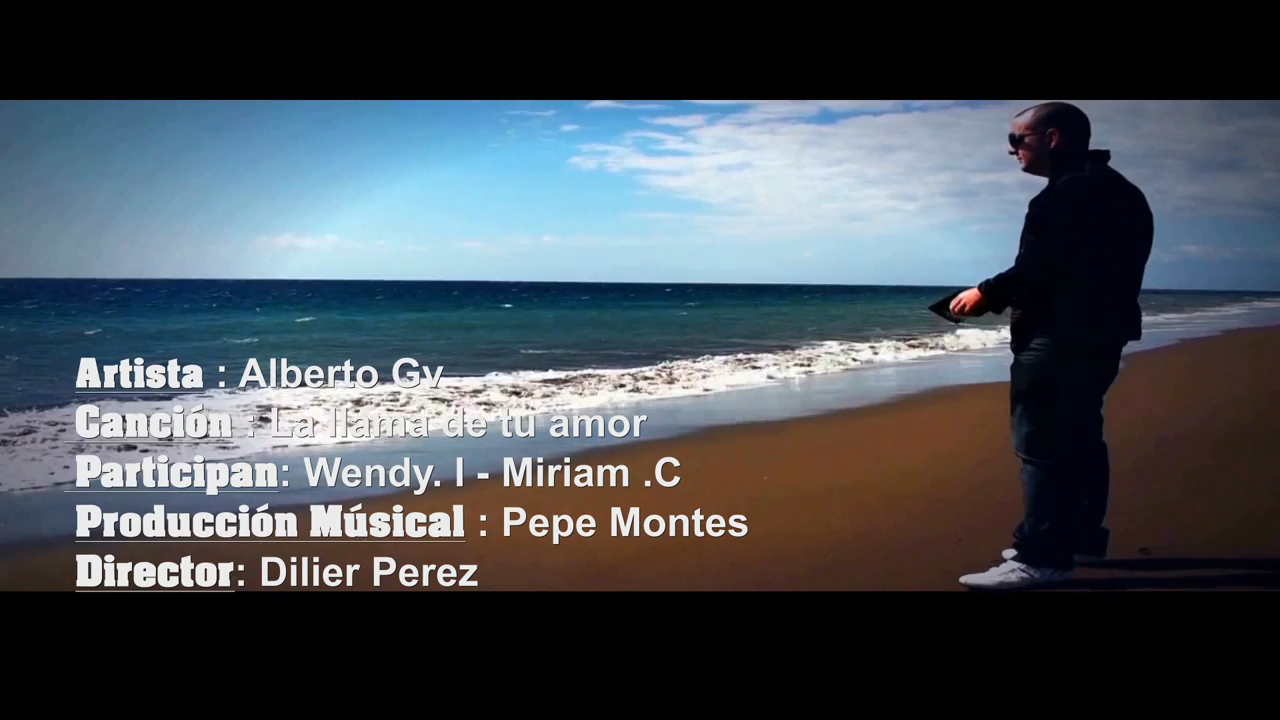 Artista : Alberto Gv
Canción : La llama de tu amor
Participan: Wendy. I - Miriam .C
Producción Músical : Pepe Montes
Director: Dilier Perez